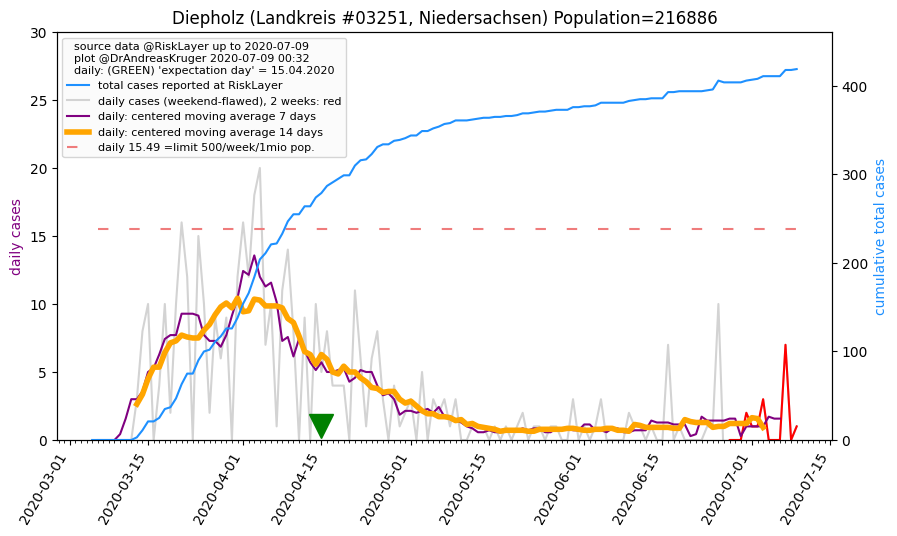 Diepholz (Landkreis #03251, Niedersachsen) Population=216886
source data @RiskLayer up to 2020-07-09
plot @DrAndreasKruger 2020-07-09 00:32
daily: (GREEN) 'expectation day' = 15.04.2020
total cases reported at RiskLayer
daily cases (weekend-flawed), 2 weeks: red
daily: centered moving average 7 days
daily: centered moving average 14 days
daily 15.49 =limit 500/week/1mio pop.
daily cases
30
25
20
15
10
5
0
cumulative total cases
400
300
200
100
0
2020-03-01
2020-03-15
2020-04-01
2020-04-15
2020-05-01
2020-05-15
2020-06-01
2020-06-15
2020-07-01
2020-07-15